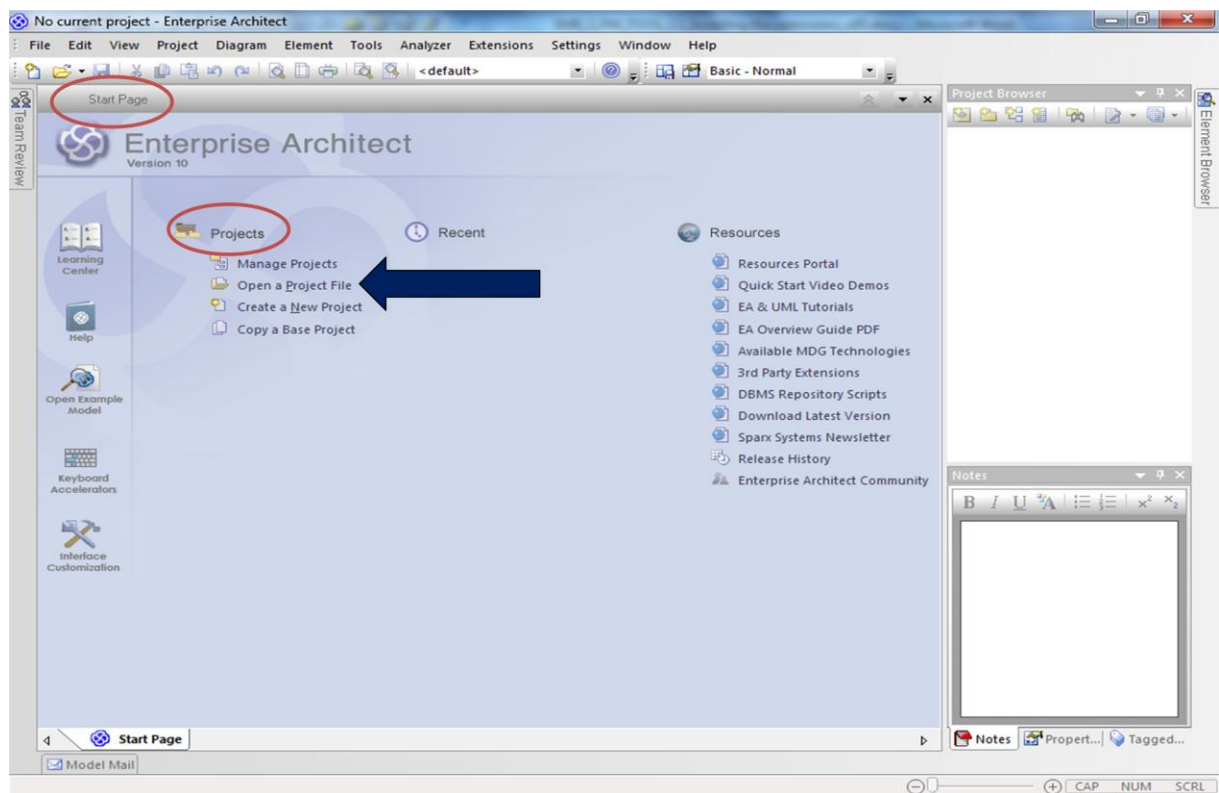 No current project - Enterprise Architect
File Edit View Project Diagram Element Tools Analyzer Extensions Settings Window Help
<default>
Basic - Normal
Team Review
Start Page
Enterprise Architect
Version 10
Learning
Center
Help
Open Example
Model
Keyboard
Accelerators
Interface
Customization
Projects
Manage Projects
Open a Project File
Create a New Project
Copy a Base Project
Recent
Resources
Resources Portal
Quick Start Video Demos
EA & UML Tutorials
EA Overview Guide PDF
Available MDG Technologies
3rd Party Extensions
DBMS Repository Scripts
Download Latest Version
Sparx Systems Newsletter
Release History
Enterprise Architect Community
Project Browser
Element Browser
Notes
B I U A x² x₂
Start Page
Notes Propert... Tagged...
Model Mail
CAP NUM SCRL